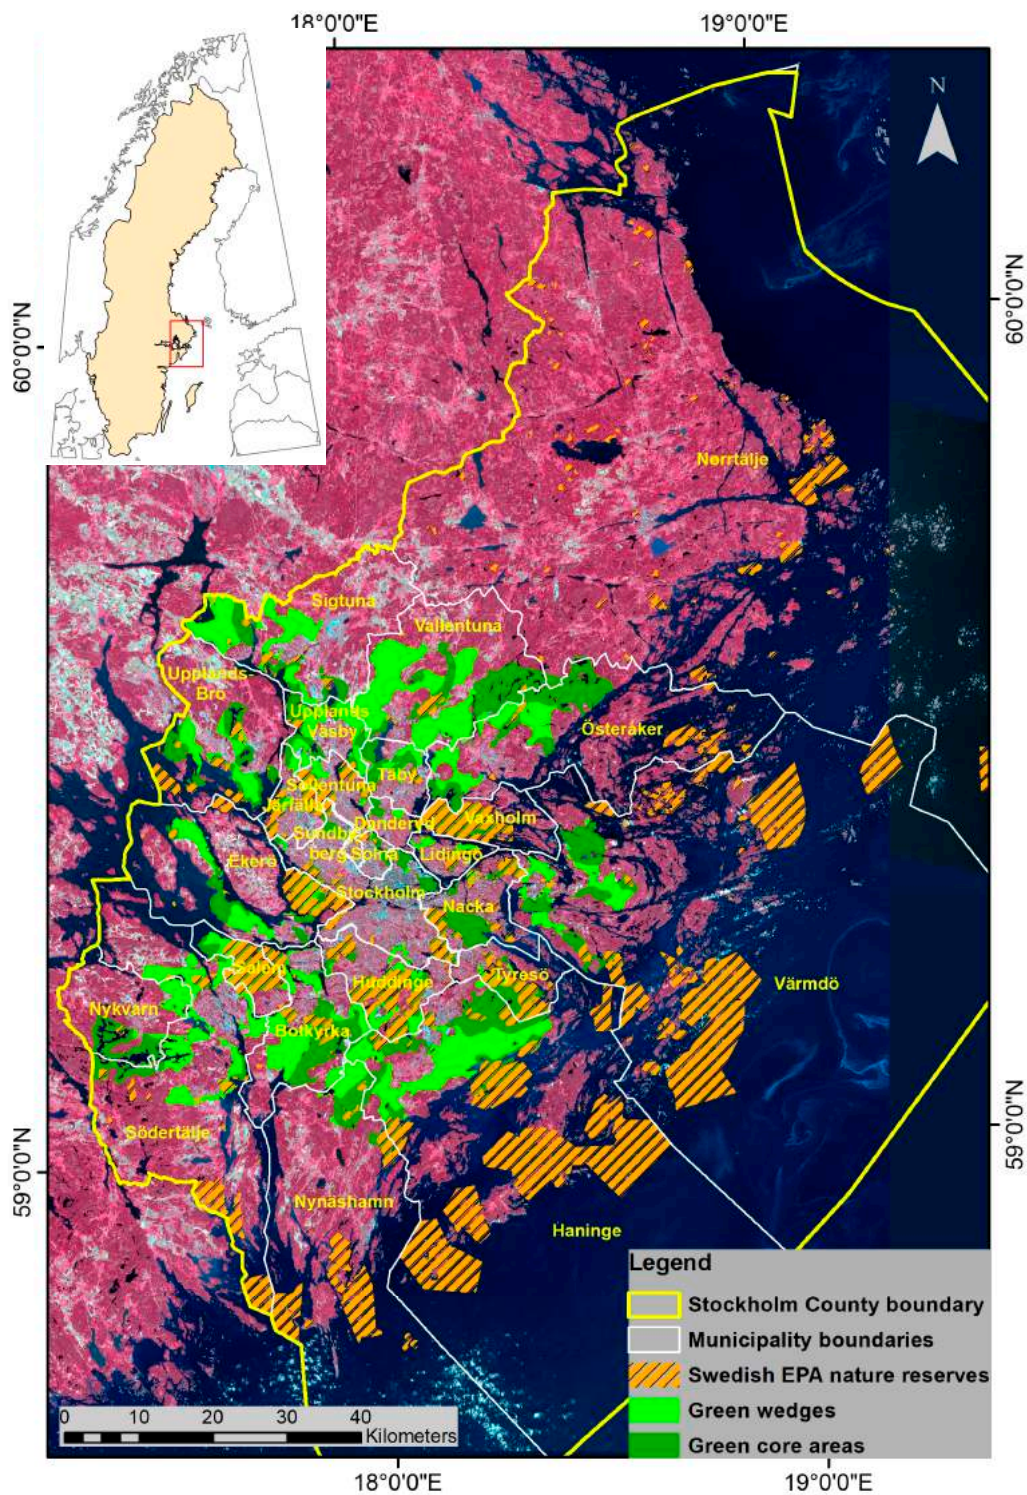 18°0'0"E
19°0'0"E
N
60°0'0"N
60°0'0"N
Norrtälje
Sigtuna
Vallentuna
Upplands-
Bro
Upplands
Väsby
Österåker
Täby
Sollentuna
Järfälla
Danderyd
Vaxholm
Sundby
berg Solna
Lidingö
Ekerö
Stockholm
Nacka
Salem
Huddinge
Tyresö
Värmdö
Nykvarn
Botkyrka
Södertälje
59°0'0"N
59°0'0"N
Nynäshamn
Haninge
Legend
Stockholm County boundary
Municipality boundaries
Swedish EPA nature reserves
Green wedges
Green core areas
0 10 20 30 40
Kilometers
18°0'0"E
19°0'0"E